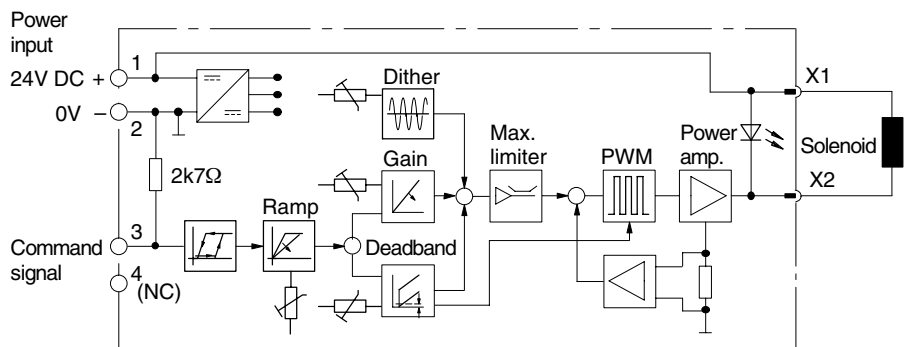 Power
input
24V DC +
1
0V –
2
2k7Ω
Command
signal
3
4
(NC)
Ramp
Dither
Gain
Deadband
Max.
limiter
PWM
Power
amp.
X1
Solenoid
X2